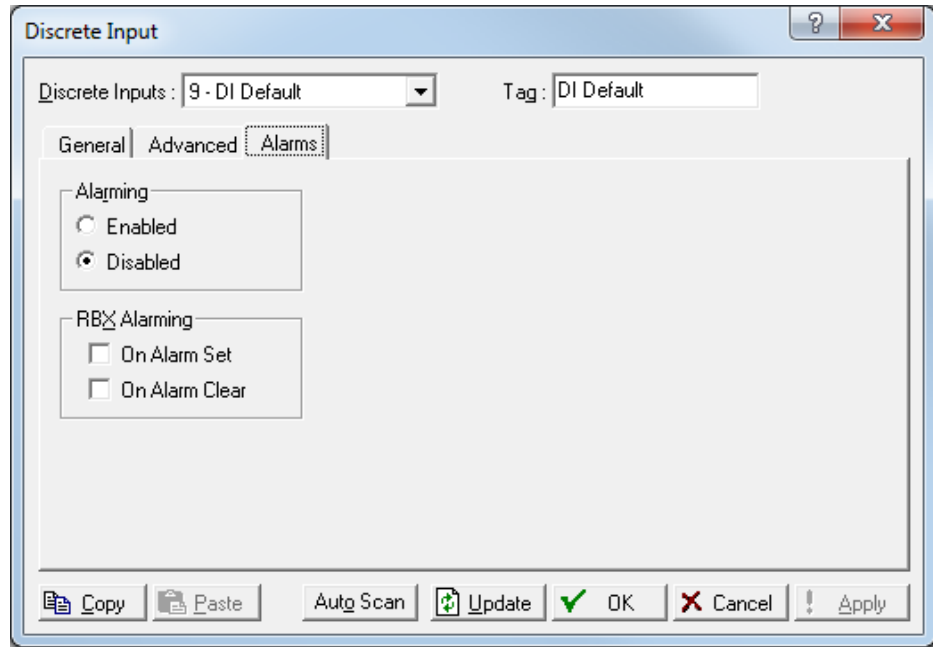 Discrete Input
Discrete Inputs : 9 - DI Default Tag : DI Default
General Advanced Alarms
Alarming
Enabled
Disabled
RBX Alarming
On Alarm Set
On Alarm Clear
Copy Paste Auto Scan Update OK Cancel Apply